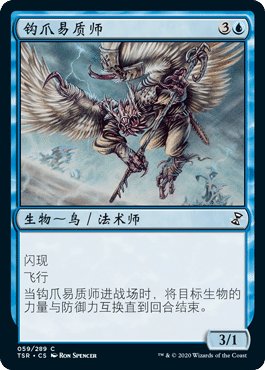 钩爪易质师 3
生物～鸟 / 法术师
闪现
飞行
当钩爪易质师进战场时，将目标生物的
力量与防御力互换直到回合结束。
3/1
059/289 C
TSR • CS Ron Spencer
™ & © 2020 Wizards of the Coast